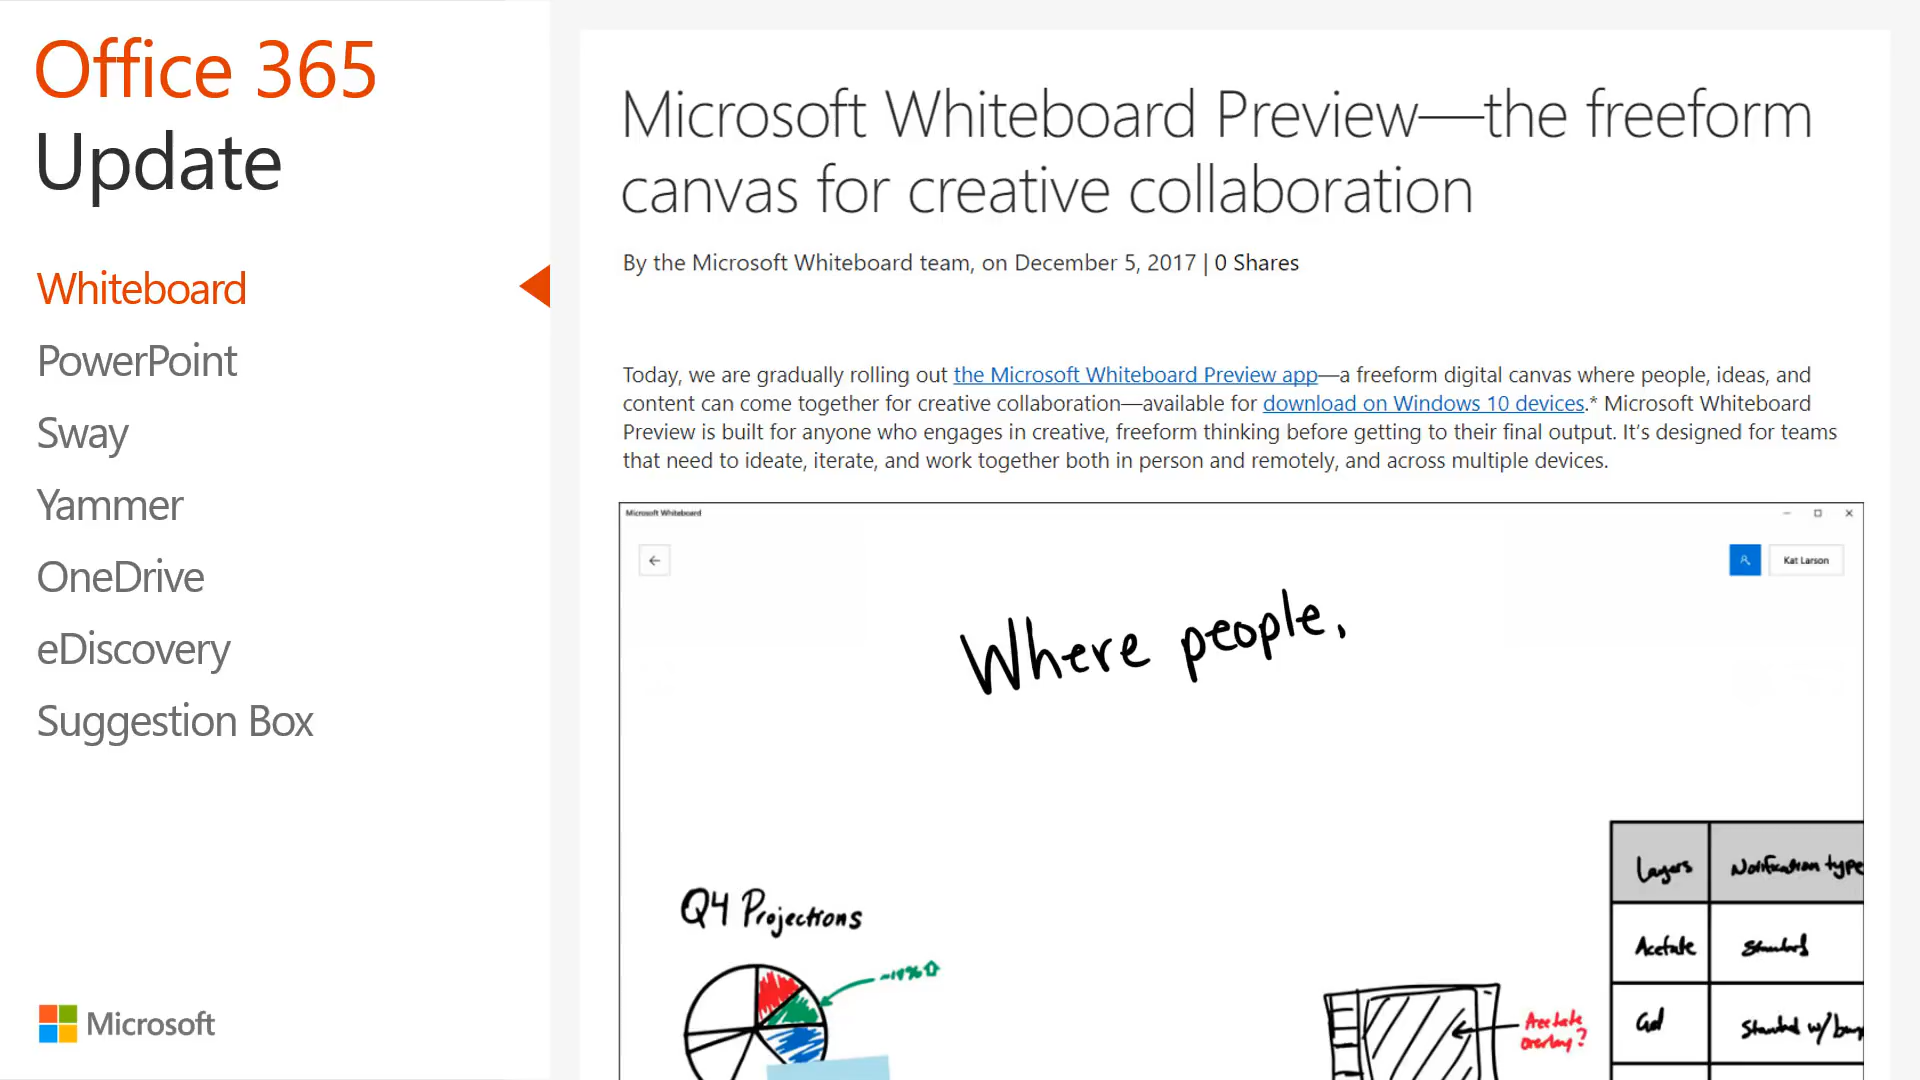 Office 365
Update
Whiteboard
PowerPoint
Sway
Yammer
OneDrive
eDiscovery
Suggestion Box
Microsoft
Microsoft Whiteboard Preview—the freeform
canvas for creative collaboration
By the Microsoft Whiteboard team, on December 5, 2017 | 0 Shares
Today, we are gradually rolling out the Microsoft Whiteboard Preview app—a freeform digital canvas where people, ideas, and
content can come together for creative collaboration—available for download on Windows 10 devices.* Microsoft Whiteboard
Preview is built for anyone who engages in creative, freeform thinking before getting to their final output. It's designed for teams
that need to ideate, iterate, and work together both in person and remotely, and across multiple devices.
Microsoft Whiteboard
Kat Larson
Where people,
Q4 Projections
Layers
Notification type
Acetate
Standard
Gel
Standard w/
Acetate
overlay?